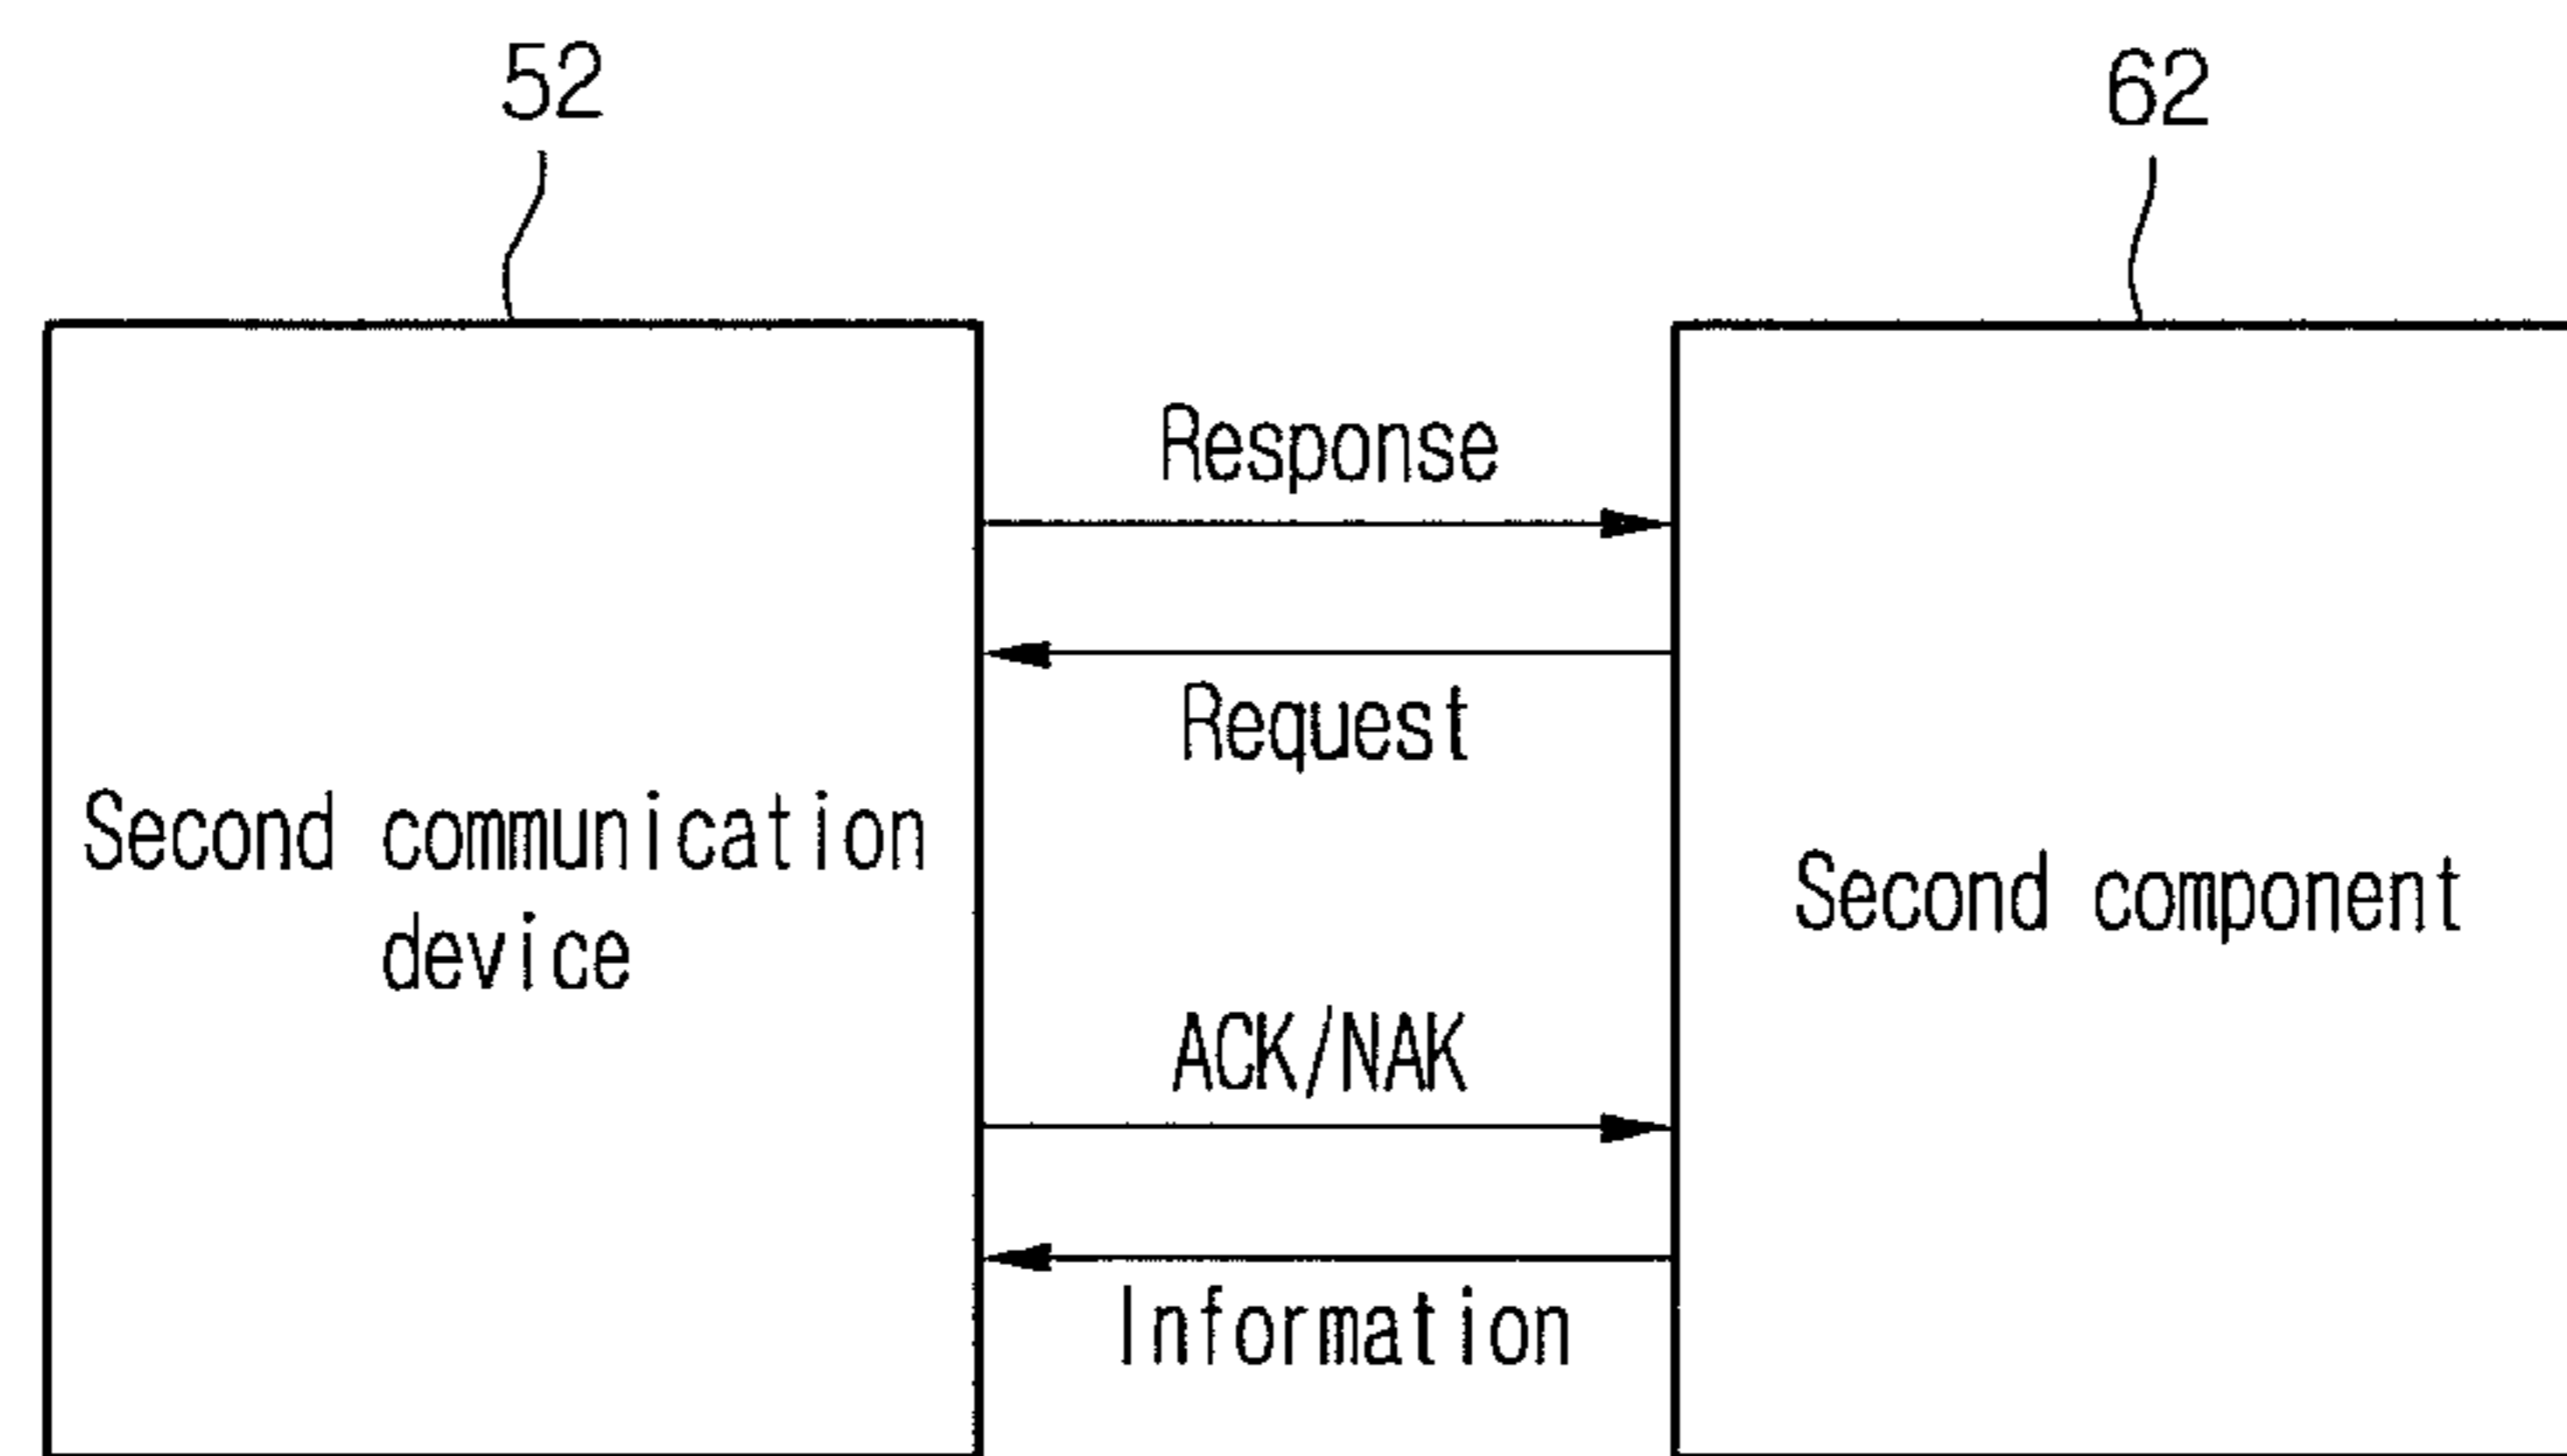 52
62
Response
Request
Second communication
device
Second component
ACK/NAK
Information